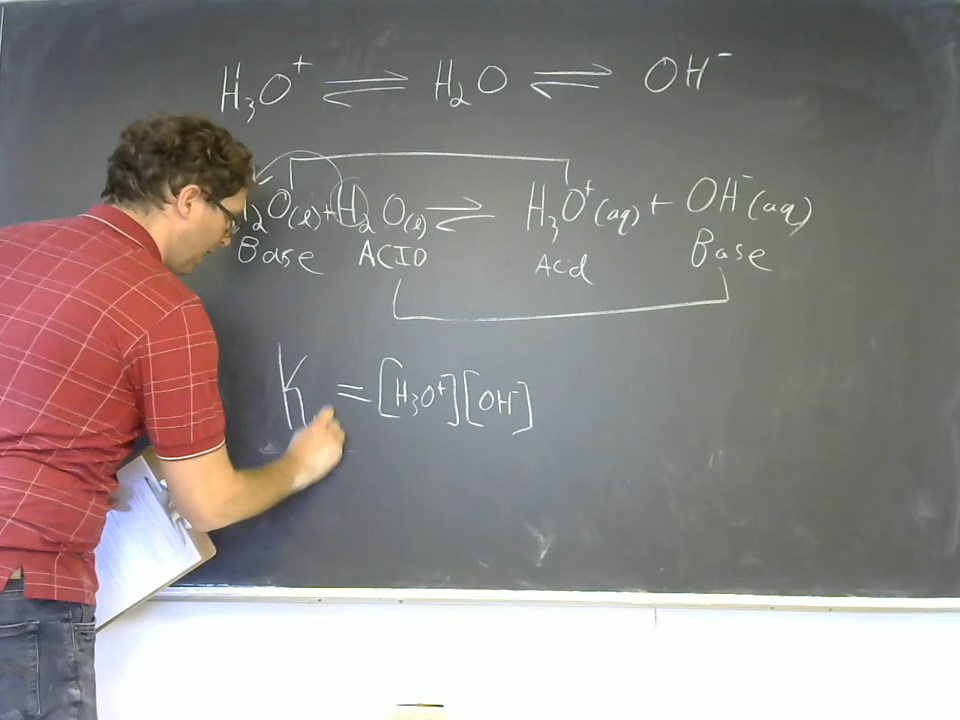 H₃O⁺ ⇌ H₂O ⇌ OH⁻
₂O(l) + H₂O(l) ⇌ H₃O⁺(aq) + OH⁻(aq)
Base ACID Acid Base
K = [H₃O⁺][OH⁻]